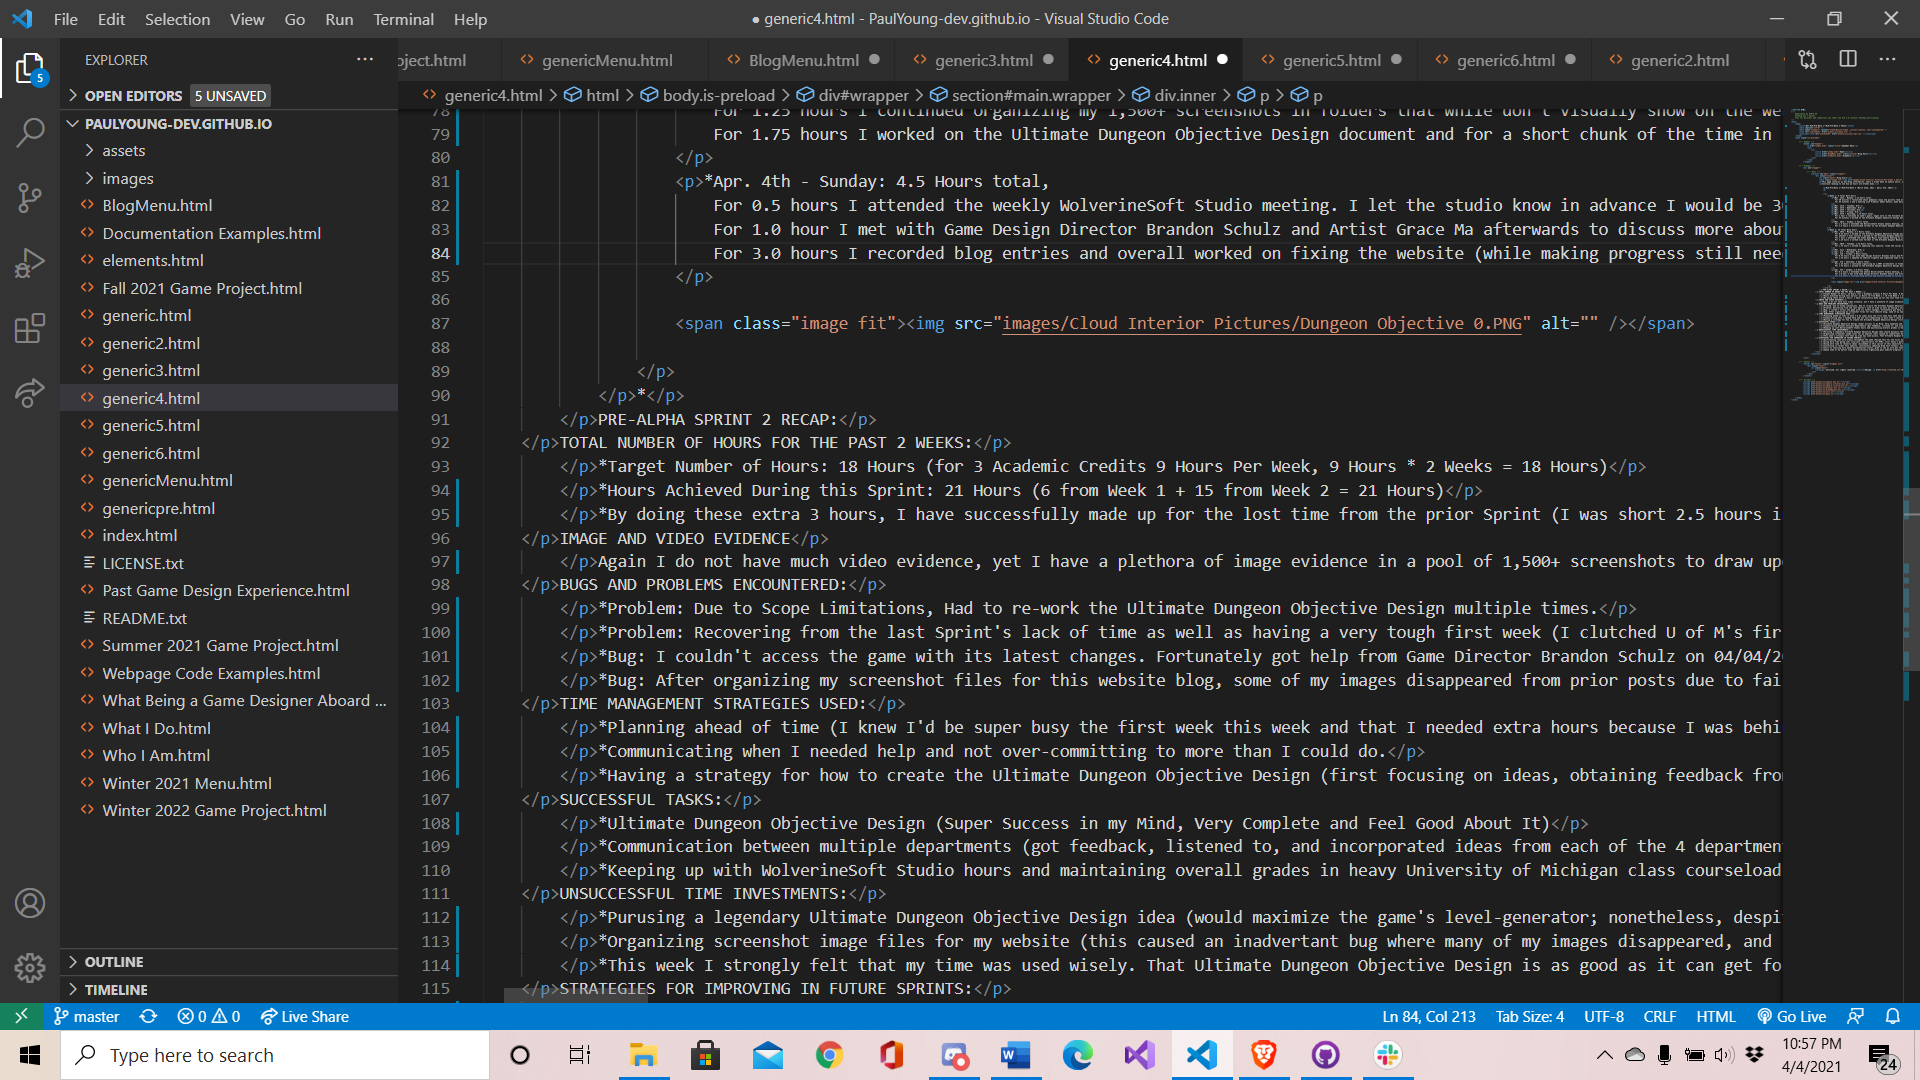 File Edit Selection View Go Run Terminal Help
● generic4.html - PaulYoung-dev.github.io - Visual Studio Code
EXPLORER
oject.html genericMenu.html BlogMenu.html generic3.html generic4.html generic5.html generic6.html generic2.html
OPEN EDITORS 5 UNSAVED
generic4.html > html > body.is-preload > div#wrapper > section#main.wrapper > div.inner > p > p
5
PAULYOUNG-DEV.GITHUB.IO
assets
images
BlogMenu.html
Documentation Examples.html
elements.html
Fall 2021 Game Project.html
generic.html
generic2.html
generic3.html
generic4.html
generic5.html
generic6.html
genericMenu.html
genericpre.html
index.html
LICENSE.txt
Past Game Design Experience.html
README.txt
Summer 2021 Game Project.html
Webpage Code Examples.html
What Being a Game Designer Aboard ...
What I Do.html
Who I Am.html
Winter 2021 Menu.html
Winter 2022 Game Project.html
OUTLINE
TIMELINE
78 For 1.25 hours I continued organizing my 1,500+ screenshots in folders that while don't visually show on the we
79 For 1.75 hours I worked on the Ultimate Dungeon Objective Design document and for a short chunk of the time in
80 </p>
81 <p>*Apr. 4th - Sunday: 4.5 Hours total,
82 For 0.5 hours I attended the weekly WolverineSoft Studio meeting. I let the studio know in advance I would be 3
83 For 1.0 hour I met with Game Design Director Brandon Schulz and Artist Grace Ma afterwards to discuss more abou
84 For 3.0 hours I recorded blog entries and overall worked on fixing the website (while making progress still nee
85 </p>
86
87 <span class="image fit"><img src="images/Cloud Interior Pictures/Dungeon Objective 0.PNG" alt="" /></span>
88
89 </p>
90 </p>*</p>
91 </p>PRE-ALPHA SPRINT 2 RECAP:</p>
92 </p>TOTAL NUMBER OF HOURS FOR THE PAST 2 WEEKS:</p>
93 </p>*Target Number of Hours: 18 Hours (for 3 Academic Credits 9 Hours Per Week, 9 Hours * 2 Weeks = 18 Hours)</p>
94 </p>*Hours Achieved During this Sprint: 21 Hours (6 from Week 1 + 15 from Week 2 = 21 Hours)</p>
95 </p>*By doing these extra 3 hours, I have successfully made up for the lost time from the prior Sprint (I was short 2.5 hours i
96 </p>IMAGE AND VIDEO EVIDENCE</p>
97 </p>Again I do not have much video evidence, yet I have a plethora of image evidence in a pool of 1,500+ screenshots to draw up
98 </p>BUGS AND PROBLEMS ENCOUNTERED:</p>
99 </p>*Problem: Due to Scope Limitations, Had to re-work the Ultimate Dungeon Objective Design multiple times.</p>
100 </p>*Problem: Recovering from the last Sprint's lack of time as well as having a very tough first week (I clutched U of M's fir
101 </p>*Bug: I couldn't access the game with its latest changes. Fortunately got help from Game Director Brandon Schulz on 04/04/2
102 </p>*Bug: After organizing my screenshot files for this website blog, some of my images disappeared from prior posts due to fai
103 </p>TIME MANAGEMENT STRATEGIES USED:</p>
104 </p>*Planning ahead of time (I knew I'd be super busy the first week this week and that I needed extra hours because I was behi
105 </p>*Communicating when I needed help and not over-committing to more than I could do.</p>
106 </p>*Having a strategy for how to create the Ultimate Dungeon Objective Design (first focusing on ideas, obtaining feedback fro
107 </p>SUCCESSFUL TASKS:</p>
108 </p>*Ultimate Dungeon Objective Design (Super Success in my Mind, Very Complete and Feel Good About It)</p>
109 </p>*Communication between multiple departments (got feedback, listened to, and incorporated ideas from each of the 4 departmen
110 </p>*Keeping up with WolverineSoft Studio hours and maintaining overall grades in heavy University of Michigan class courseload
111 </p>UNSUCCESSFUL TIME INVESTMENTS:</p>
112 </p>*Purusing a legendary Ultimate Dungeon Objective Design idea (would maximize the game's level-generator; nonetheless, despi
113 </p>*Organizing screenshot image files for my website (this caused an inadvertant bug where many of my images disappeared, and
114 </p>*This week I strongly felt that my time was used wisely. That Ultimate Dungeon Objective Design is as good as it can get fo
115 </p>STRATEGIES FOR IMPROVING IN FUTURE SPRINTS:</p>
master 0 0 Live Share Ln 84, Col 213 Tab Size: 4 UTF-8 CRLF HTML Go Live
Type here to search
10:57 PM
4/4/2021
24